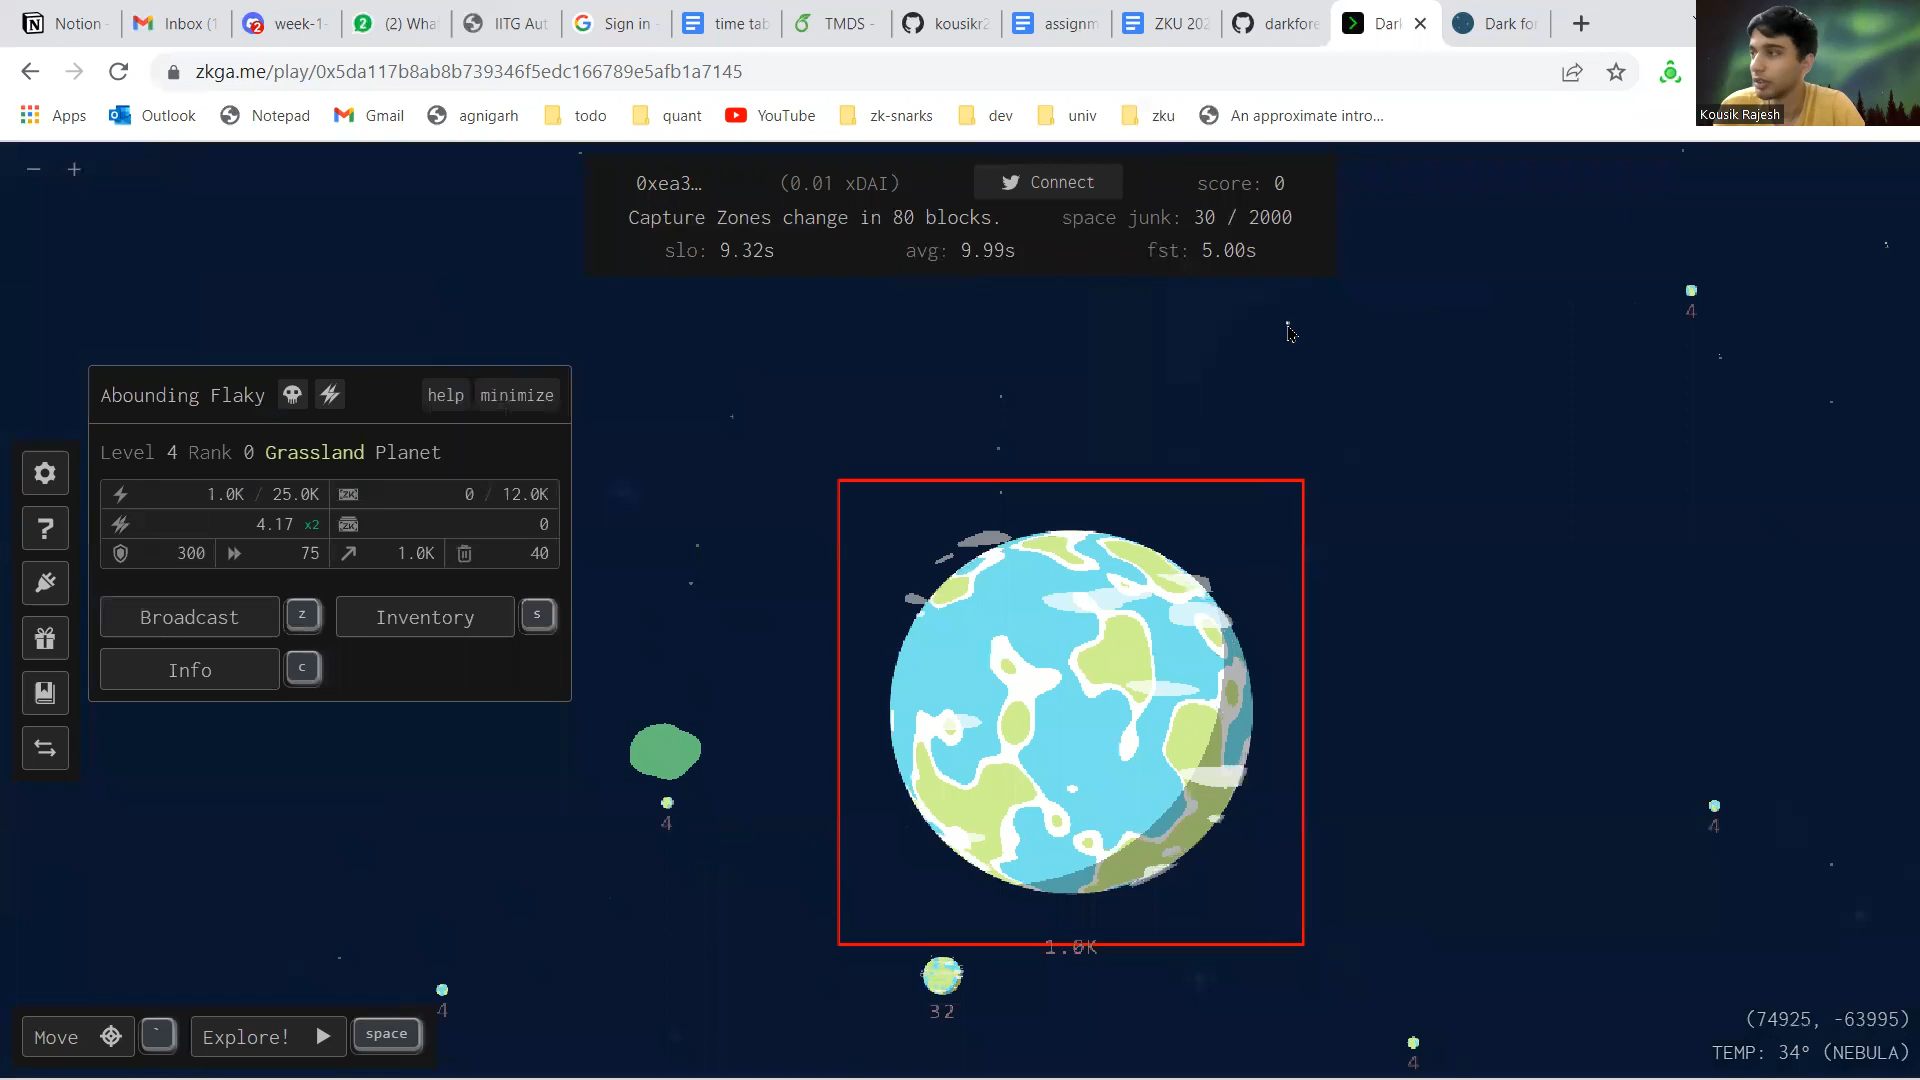 Notion
Inbox (1
week-1-
(2) Wha
IIITG Aut
Sign in
time tab
TMDS -
kousikr2
assignm
ZKU 202
darkfore
Dark
Dark for
zkga.me/play/0x5da117b8ab8b739346f5edc166789e5afb1a7145
Apps
Outlook
Notepad
Gmail
agnigarh
todo
quant
YouTube
zk-snarks
dev
univ
zku
An approximate intro...
Kousik Rajesh
0xea3… (0.01 xDAI) Connect score: 0
Capture Zones change in 80 blocks. space junk: 30 / 2000
slo: 9.32s avg: 9.99s fst: 5.00s
4
Abounding Flaky help minimize
Level 4 Rank 0 Grassland Planet
1.0K / 25.0K 0 / 12.0K
4.17 x2 0
300 75 1.0K 40
Broadcast z Inventory s
Info c
4
4
1.0K
4
32
4
Move ` Explore! space
(74925, -63995)
TEMP: 34° (NEBULA)